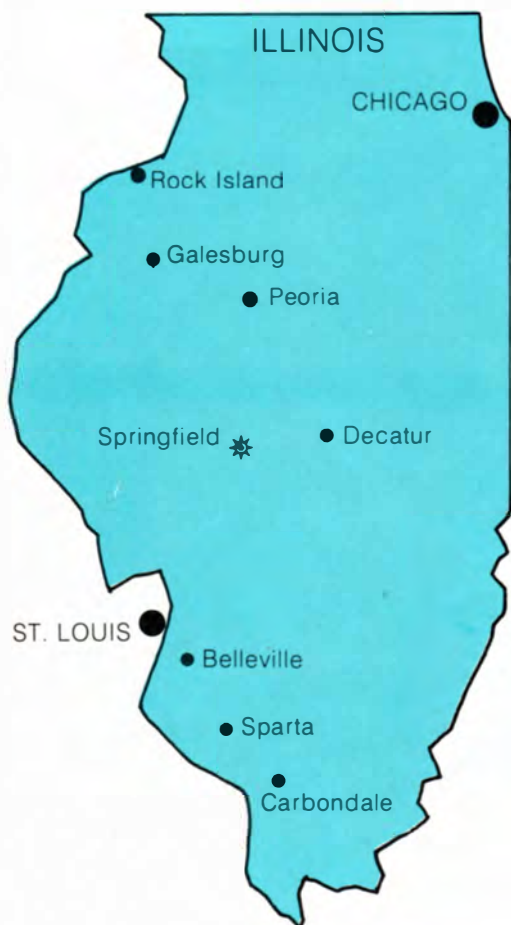 ILLINOIS
CHICAGO
Rock Island
Galesburg
Peoria
Springfield
Decatur
ST. LOUIS
Belleville
Sparta
Carbondale